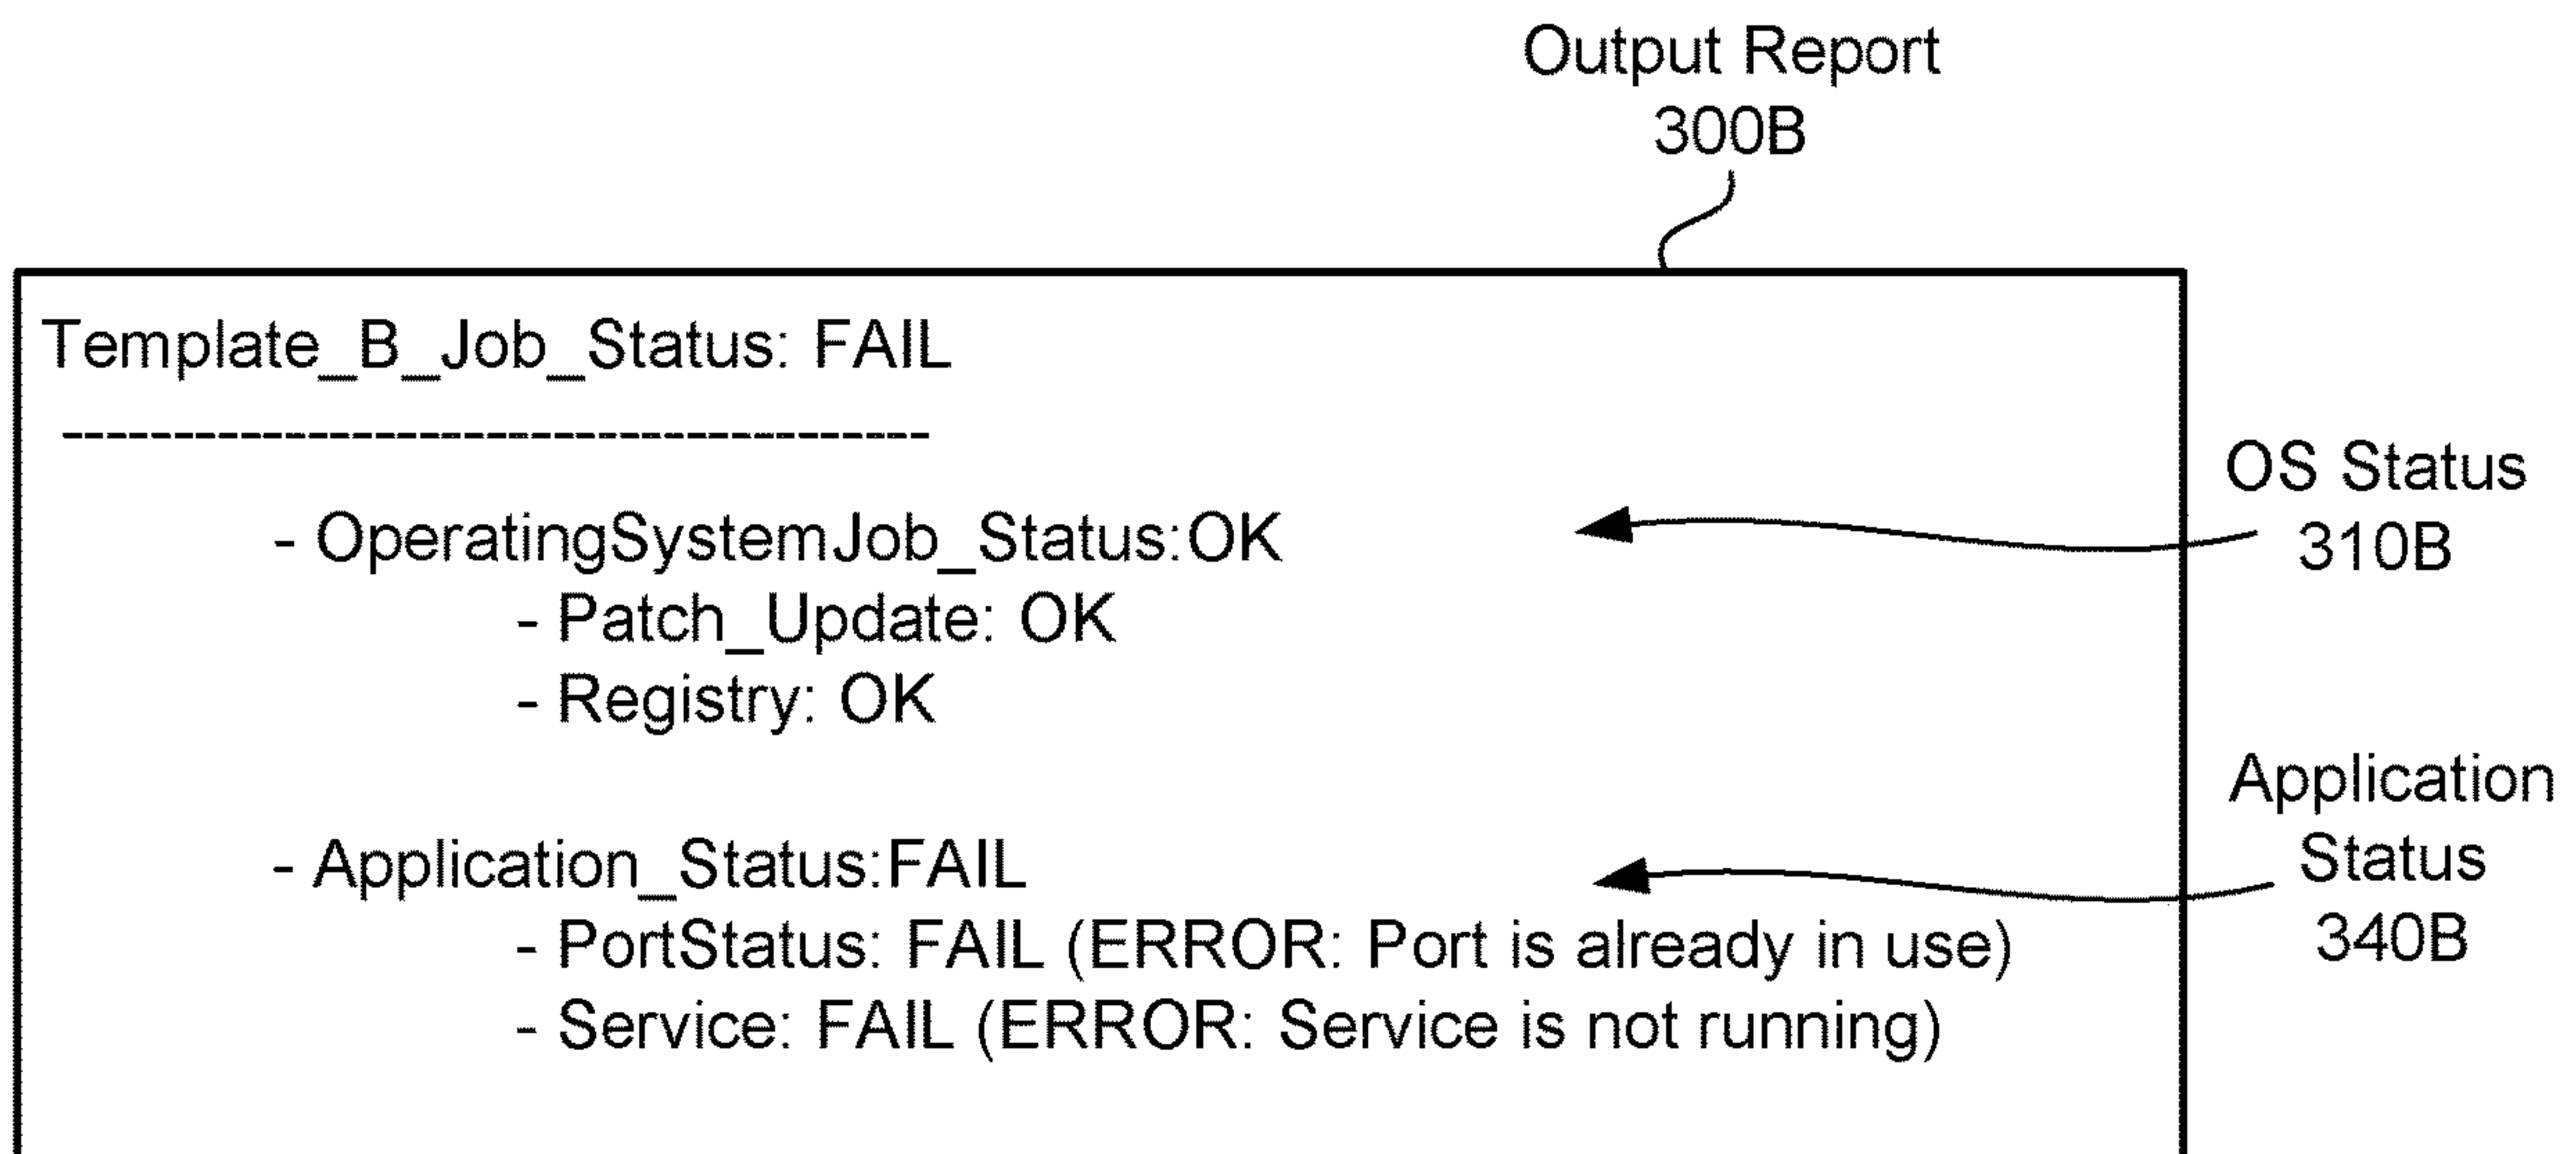 Output Report
300B
Template_B_Job_Status: FAIL
----------------------------------------
- OperatingSystemJob_Status:OK
- Patch_Update: OK
- Registry: OK
OS Status
310B
- Application_Status:FAIL
- PortStatus: FAIL (ERROR: Port is already in use)
- Service: FAIL (ERROR: Service is not running)
Application
Status
340B